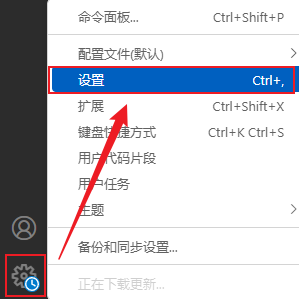 命令面板... Ctrl+Shift+P
配置文件(默认)
设置 Ctrl+,
扩展 Ctrl+Shift+X
键盘快捷方式 Ctrl+K Ctrl+S
用户代码片段
用户任务
主题
备份和同步设置...
正在下载更新...